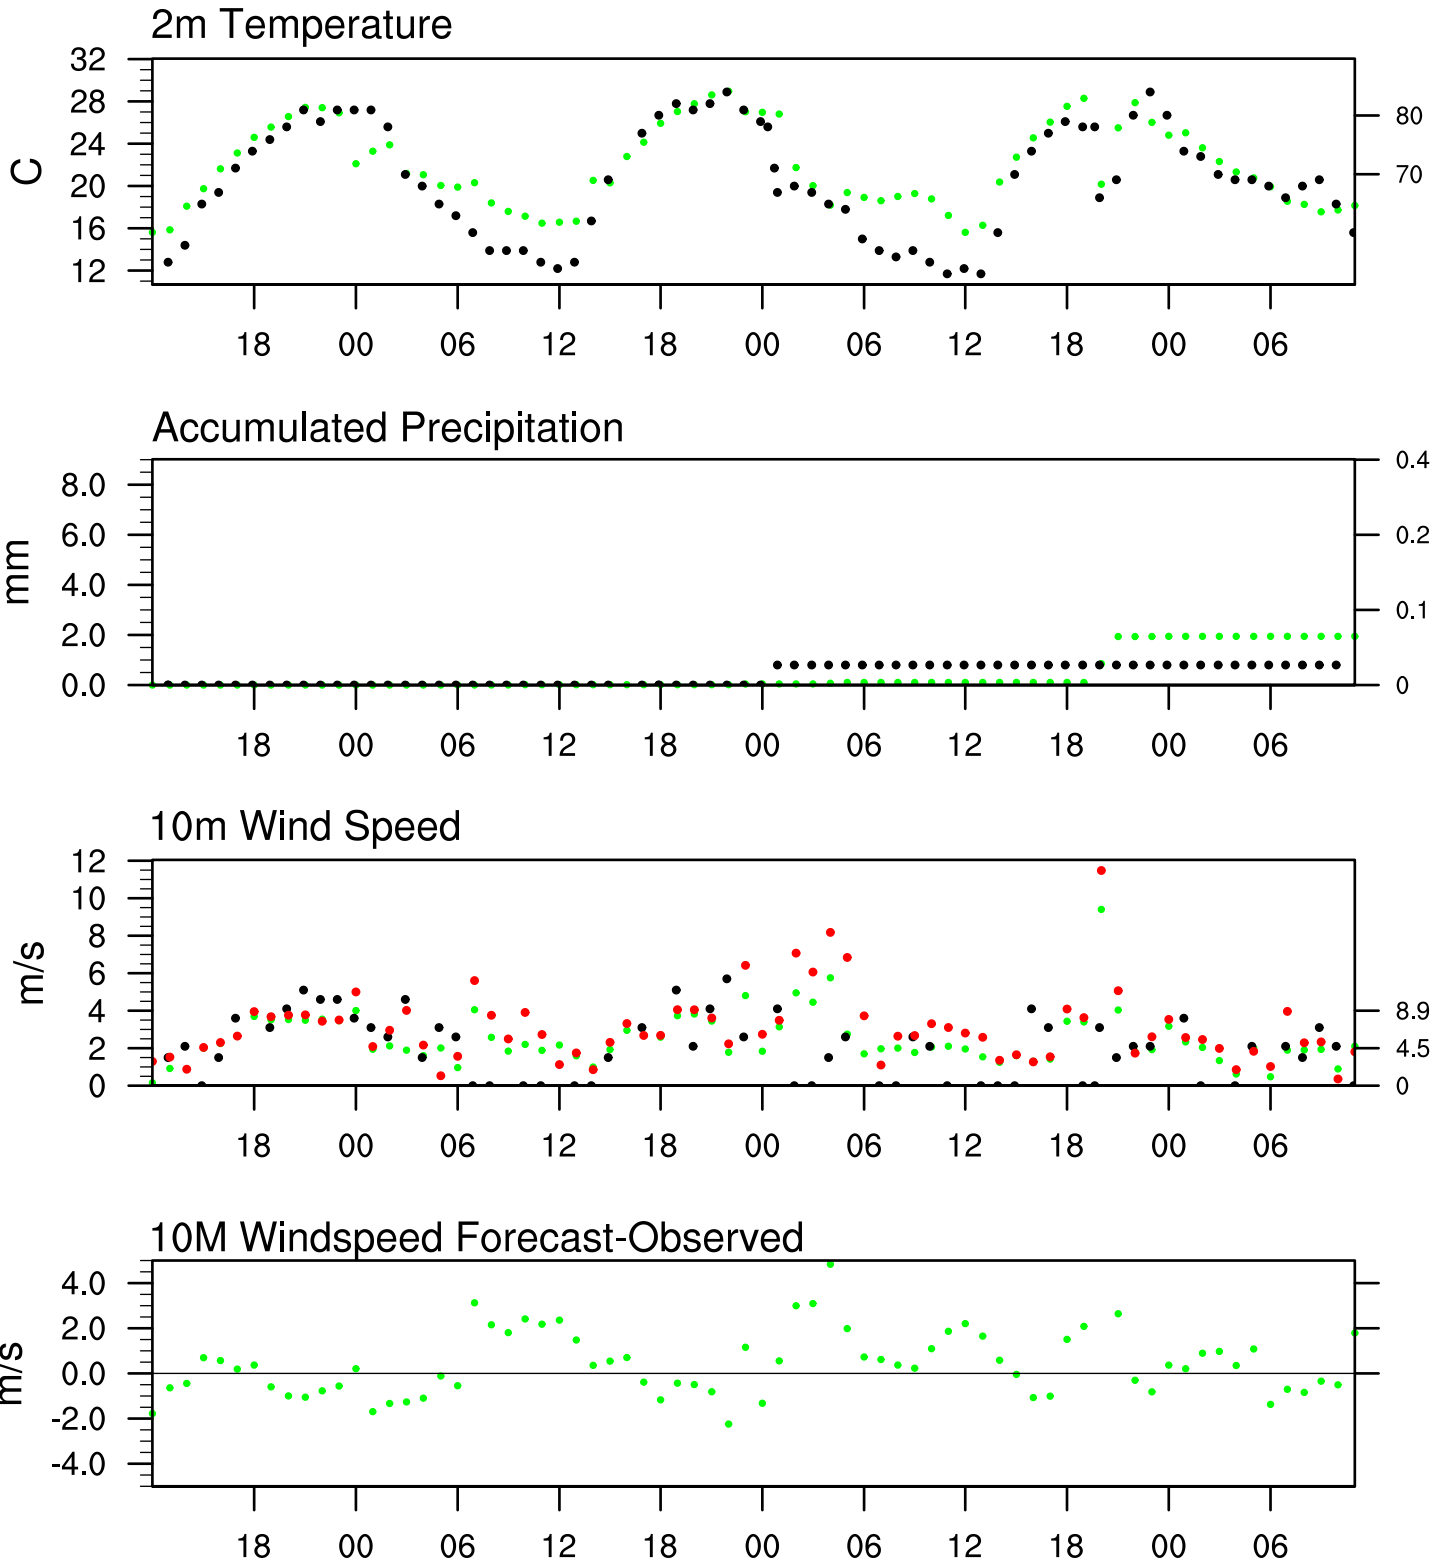 2m Temperature
32
28
24
20
16
12
C
80
70
18 00 06 12 18 00 06 12 18 00 06
Accumulated Precipitation
8.0
6.0
4.0
2.0
0.0
mm
0.4
0.2
0.1
0
18 00 06 12 18 00 06 12 18 00 06
10m Wind Speed
12
10
8
6
4
2
0
m/s
8.9
4.5
0
18 00 06 12 18 00 06 12 18 00 06
10M Windspeed Forecast-Observed
4.0
2.0
0.0
-2.0
-4.0
m/s
18 00 06 12 18 00 06 12 18 00 06